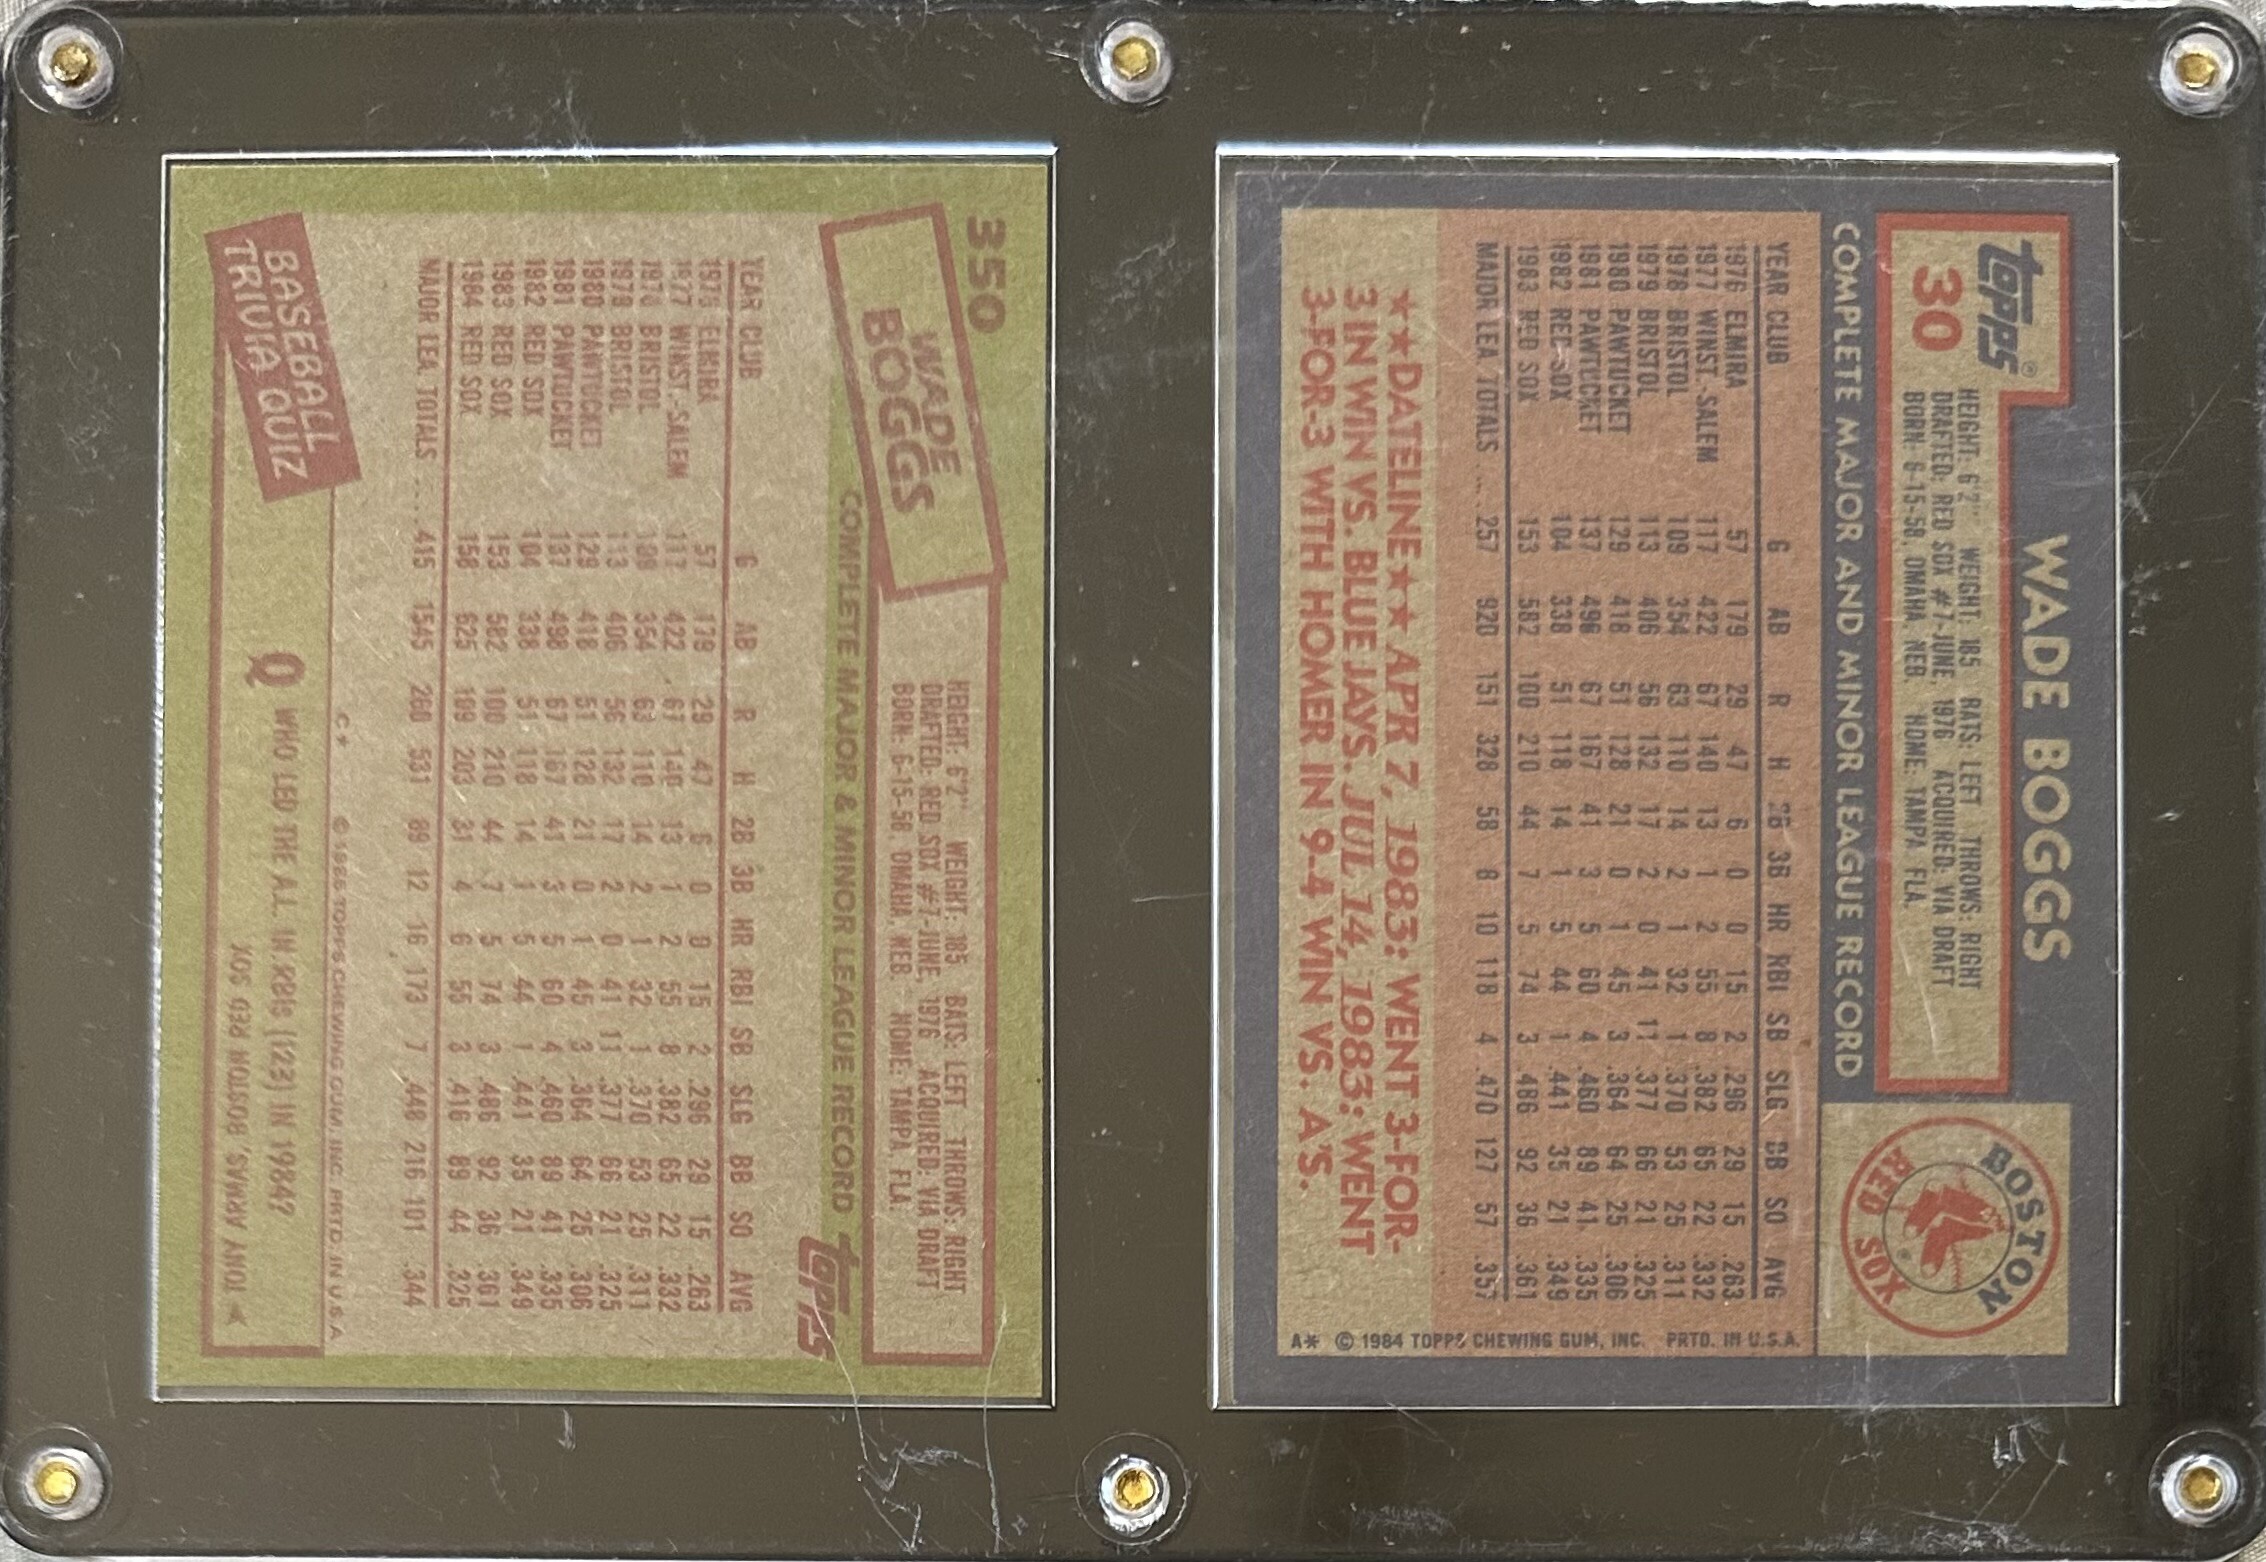 350
WADE
BOGGS
HEIGHT: 6'2" WEIGHT: 185 BATS: LEFT THROWS: RIGHT
DRAFTED: RED SOX #7-JUNE, 1976 ACQUIRED: VIA DRAFT
BORN: 6-15-58 OMAHA, NEB. HOME: TAMPA, FLA.
COMPLETE MAJOR & MINOR LEAGUE RECORD
TOPPS
YEAR CLUB G AB R H 2B 3B HR RBI SB SLG BB SO AVG
1976 ELMIRA 57 179 29 47 6 0 0 15 2 .296 29 15 .263
1977 WINST.-SALEM 117 422 67 140 13 1 2 55 8 .382 65 22 .332
1978 BRISTOL 109 354 63 110 14 2 1 32 1 .370 53 25 .311
1979 BRISTOL 113 406 56 132 17 2 0 41 11 .377 66 21 .325
1980 PAWTUCKET 129 418 51 128 21 0 1 45 3 .364 64 25 .306
1981 PAWTUCKET 137 498 67 167 41 3 5 60 4 .460 89 41 .335
1982 RED SOX 104 338 51 118 14 1 5 44 1 .441 35 21 .349
1983 RED SOX 153 582 100 210 44 7 5 74 3 .486 92 36 .361
1984 RED SOX 158 625 109 203 31 4 6 55 3 .416 89 44 .325
MAJOR LEA. TOTALS .... 415 1545 260 531 89 12 16 173 7 .448 216 101 .344
C* © 1985 TOPPS CHEWING GUM, INC. PRTD. IN U.S.A.
BASEBALL
TRIVIA QUIZ
Q WHO LED THE A.L. IN RBIs (123) IN 1984?
TONY ARMAS, BOSTON RED SOX
WADE BOGGS
TOPPS®
30
HEIGHT: 6'2" WEIGHT: 185 BATS: LEFT THROWS: RIGHT
DRAFTED: RED SOX #7-JUNE, 1976 ACQUIRED: VIA DRAFT
BORN: 6-15-58, OMAHA, NEB. HOME: TAMPA, FLA.
BOSTON
RED SOX
COMPLETE MAJOR AND MINOR LEAGUE RECORD
YEAR CLUB G AB R H 2B 3B HR RBI SB SLG BB SO AVG
1976 ELMIRA 57 179 29 47 6 0 0 15 2 .296 29 15 .263
1977 WINST.-SALEM 117 422 67 140 13 1 2 55 8 .382 65 22 .332
1978 BRISTOL 109 354 63 110 14 2 1 32 1 .370 53 25 .311
1979 BRISTOL 113 406 56 132 17 2 0 41 11 .377 66 21 .325
1980 PAWTUCKET 129 418 51 128 21 0 1 45 3 .364 64 25 .306
1981 PAWTUCKET 137 498 67 167 41 3 5 60 4 .460 89 41 .335
1982 RED SOX 104 338 51 118 14 1 5 44 1 .441 35 21 .349
1983 RED SOX 153 582 100 210 44 7 5 74 3 .486 92 36 .361
MAJOR LEA. TOTALS .... 257 920 151 328 58 8 10 118 4 .470 127 57 .357
★★DATELINE★★ APR 7, 1983: WENT 3-FOR-
3 IN WIN VS. BLUE JAYS. JUL 14, 1983: WENT
3-FOR-3 WITH HOMER IN 9-4 WIN VS. A'S.
A* © 1984 TOPPS CHEWING GUM, INC. PRTD. IN U.S.A.